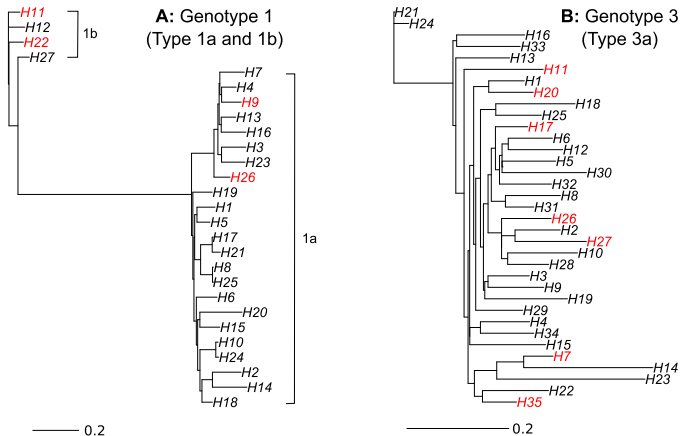 A: Genotype 1
(Type 1a and 1b)
H11
H12
H22
H27
1b
H7
H4
H9
H13
H16
H3
H23
H26
H19
H1
H5
H17
H21
H8
H25
H6
H20
H15
H10
H24
H2
H14
H18
1a
0.2
B: Genotype 3
(Type 3a)
H21
H24
H16
H33
H13
H11
H1
H20
H18
H25
H17
H6
H12
H5
H30
H32
H8
H31
H26
H2
H27
H10
H28
H3
H9
H19
H29
H4
H34
H15
H7
H14
H23
H22
H35
0.2